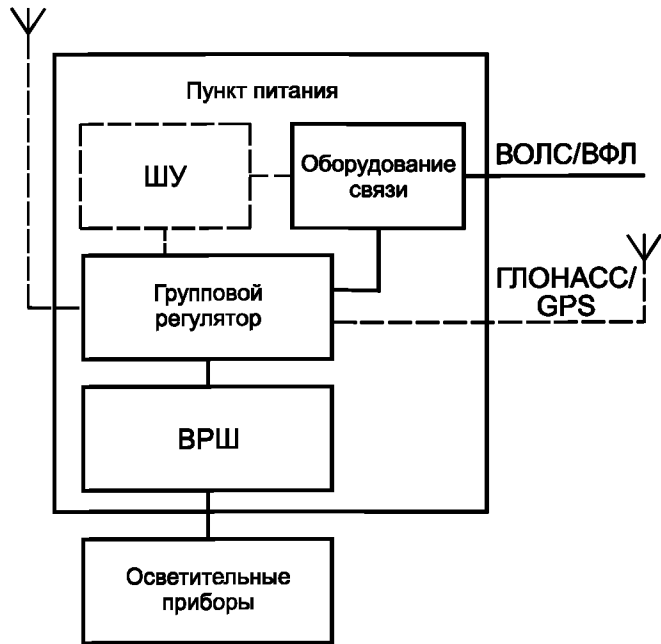 Пункт питания
ШУ
Оборудование
связи
ВОЛС/ВФЛ
Групповой
регулятор
ГЛОНАСС/
GPS
ВРШ
Осветительные
приборы